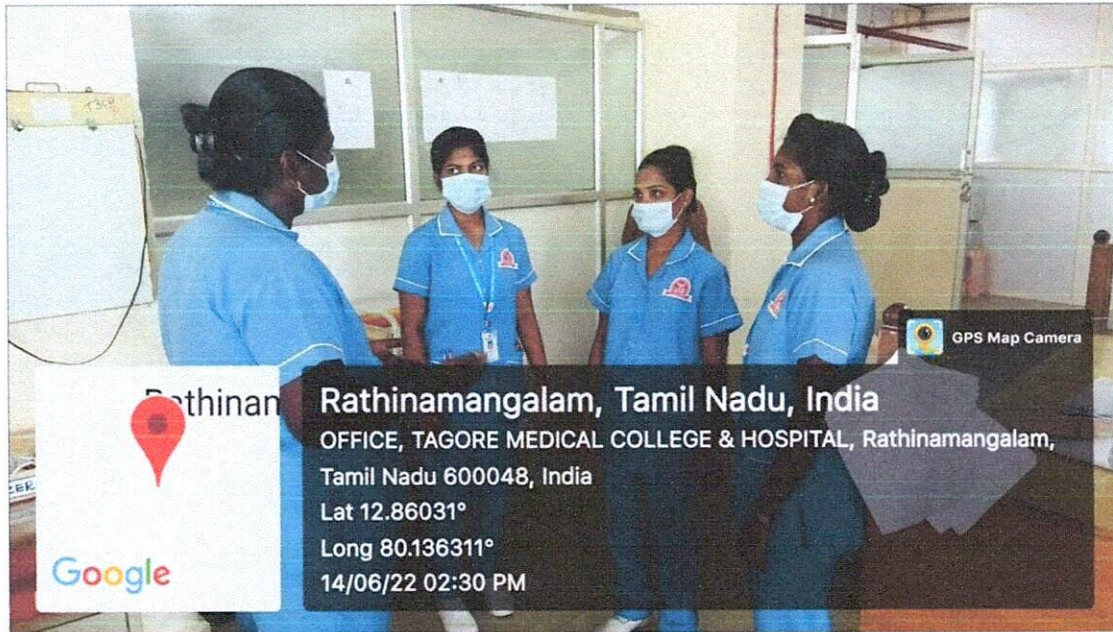 GPS Map Camera
Rathinam
Rathinamangalam, Tamil Nadu, India
OFFICE, TAGORE MEDICAL COLLEGE & HOSPITAL, Rathinamangalam,
Tamil Nadu 600048, India
Lat 12.86031°
Long 80.136311°
14/06/22 02:30 PM
Google